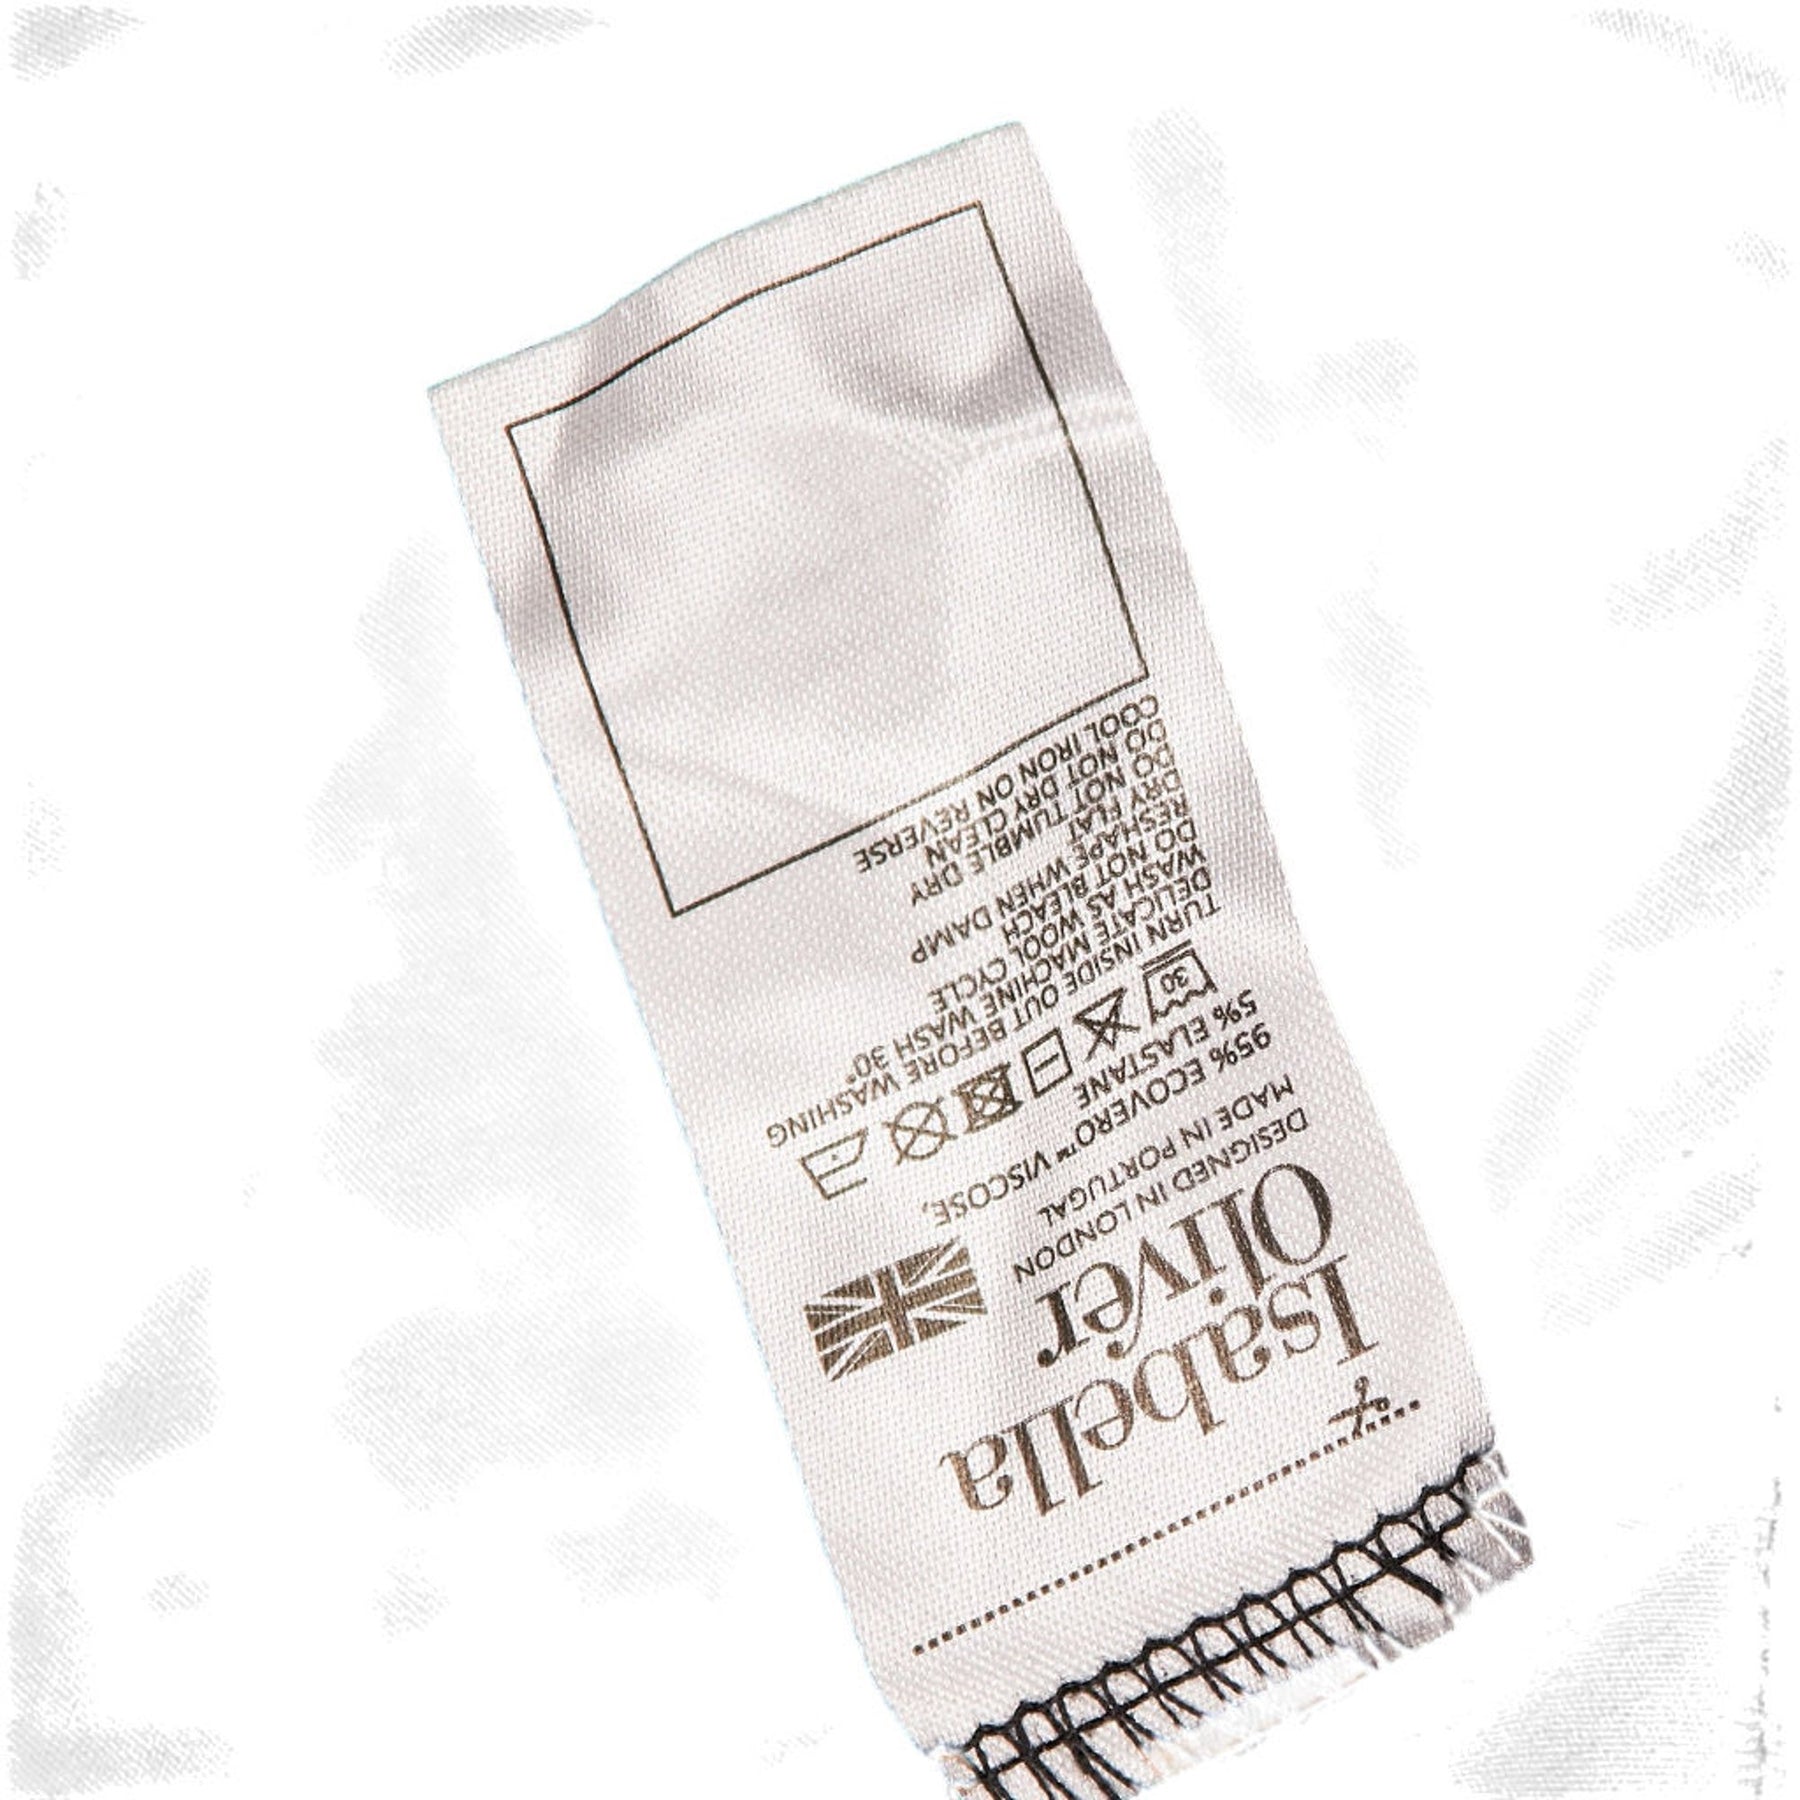 Isabella
Oliver
DESIGNED IN LONDON
MADE IN PORTUGAL
95% ECOVERO™ VISCOSE,
5% ELASTANE
30
TURN INSIDE OUT BEFORE WASHING
DELICATE MACHINE WASH 30°
WASH AS WOOL CYCLE
DO NOT BLEACH
RESHAPE WHEN DAMP
DRY FLAT
DO NOT TUMBLE DRY
DO NOT DRY CLEAN
COOL IRON ON REVERSE